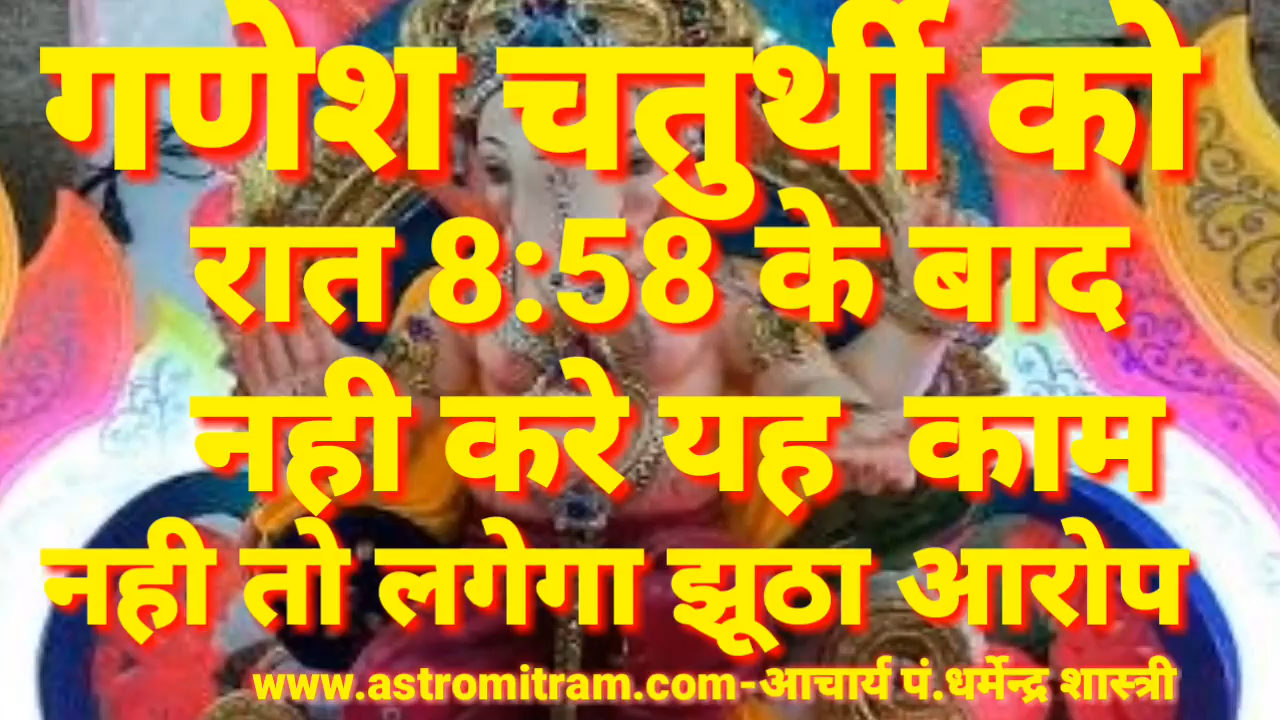 गणेश चतुर्थी को
रात 8:58 के बाद
नही करे यह काम
नही तो लगेगा झूठा आरोप
www.astromitram.com-आचार्य पं.धर्मेन्द्र शास्त्री